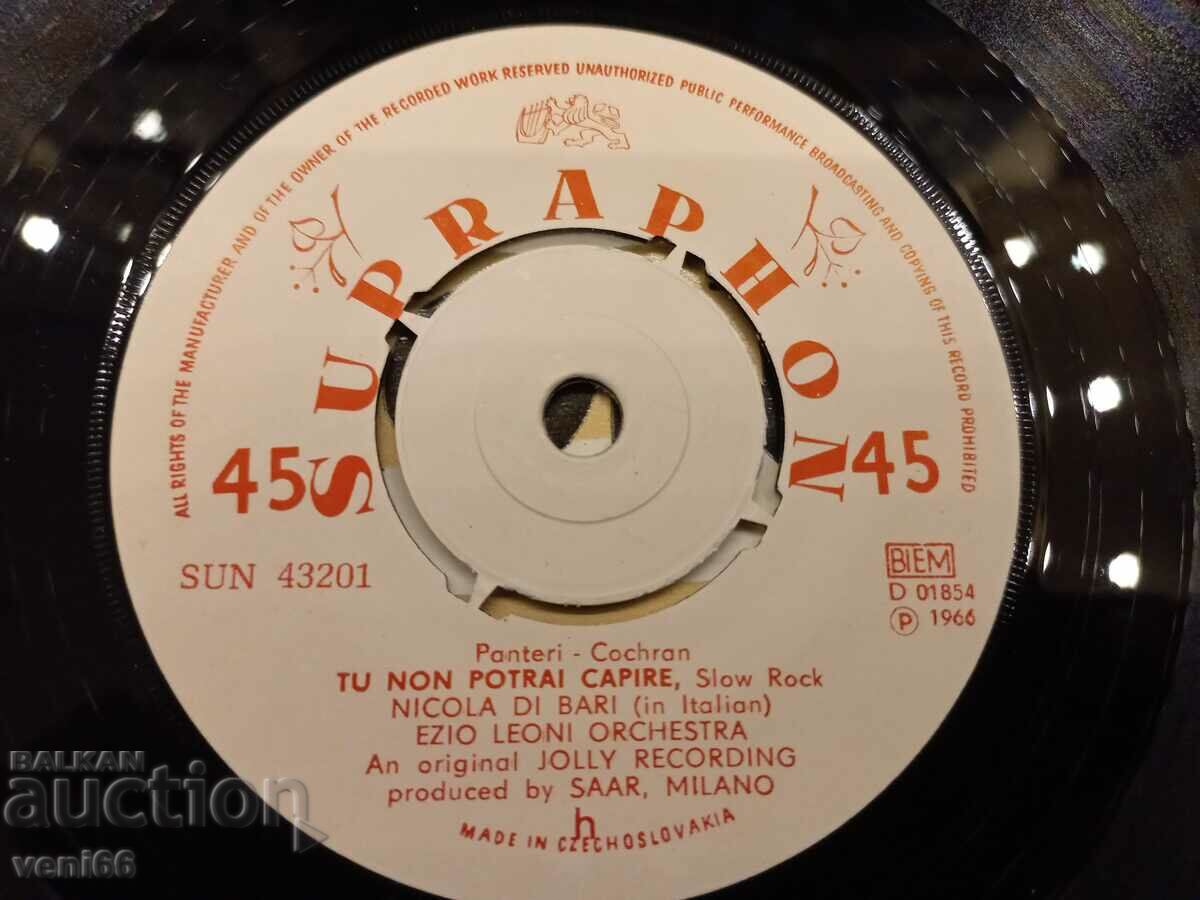 ALL RIGHTS OF THE MANUFACTURER AND OF THE OWNER OF THE RECORDED WORK RESERVED UNAUTHORIZED PUBLIC PERFORMANCE BROADCASTING AND COPYING OF THIS RECORD PROHIBITED
SUPRAPHON
45 45
SUN 43201
BIEM
D 01854
Ⓟ 1966
Panteri - Cochran
TU NON POTRAI CAPIRE, Slow Rock
NICOLA DI BARI (in Italian)
EZIO LEONI ORCHESTRA
An original JOLLY RECORDING
produced by SAAR, MILANO
h
MADE IN CZECHOSLOVAKIA
BALKAN
auction
veni66